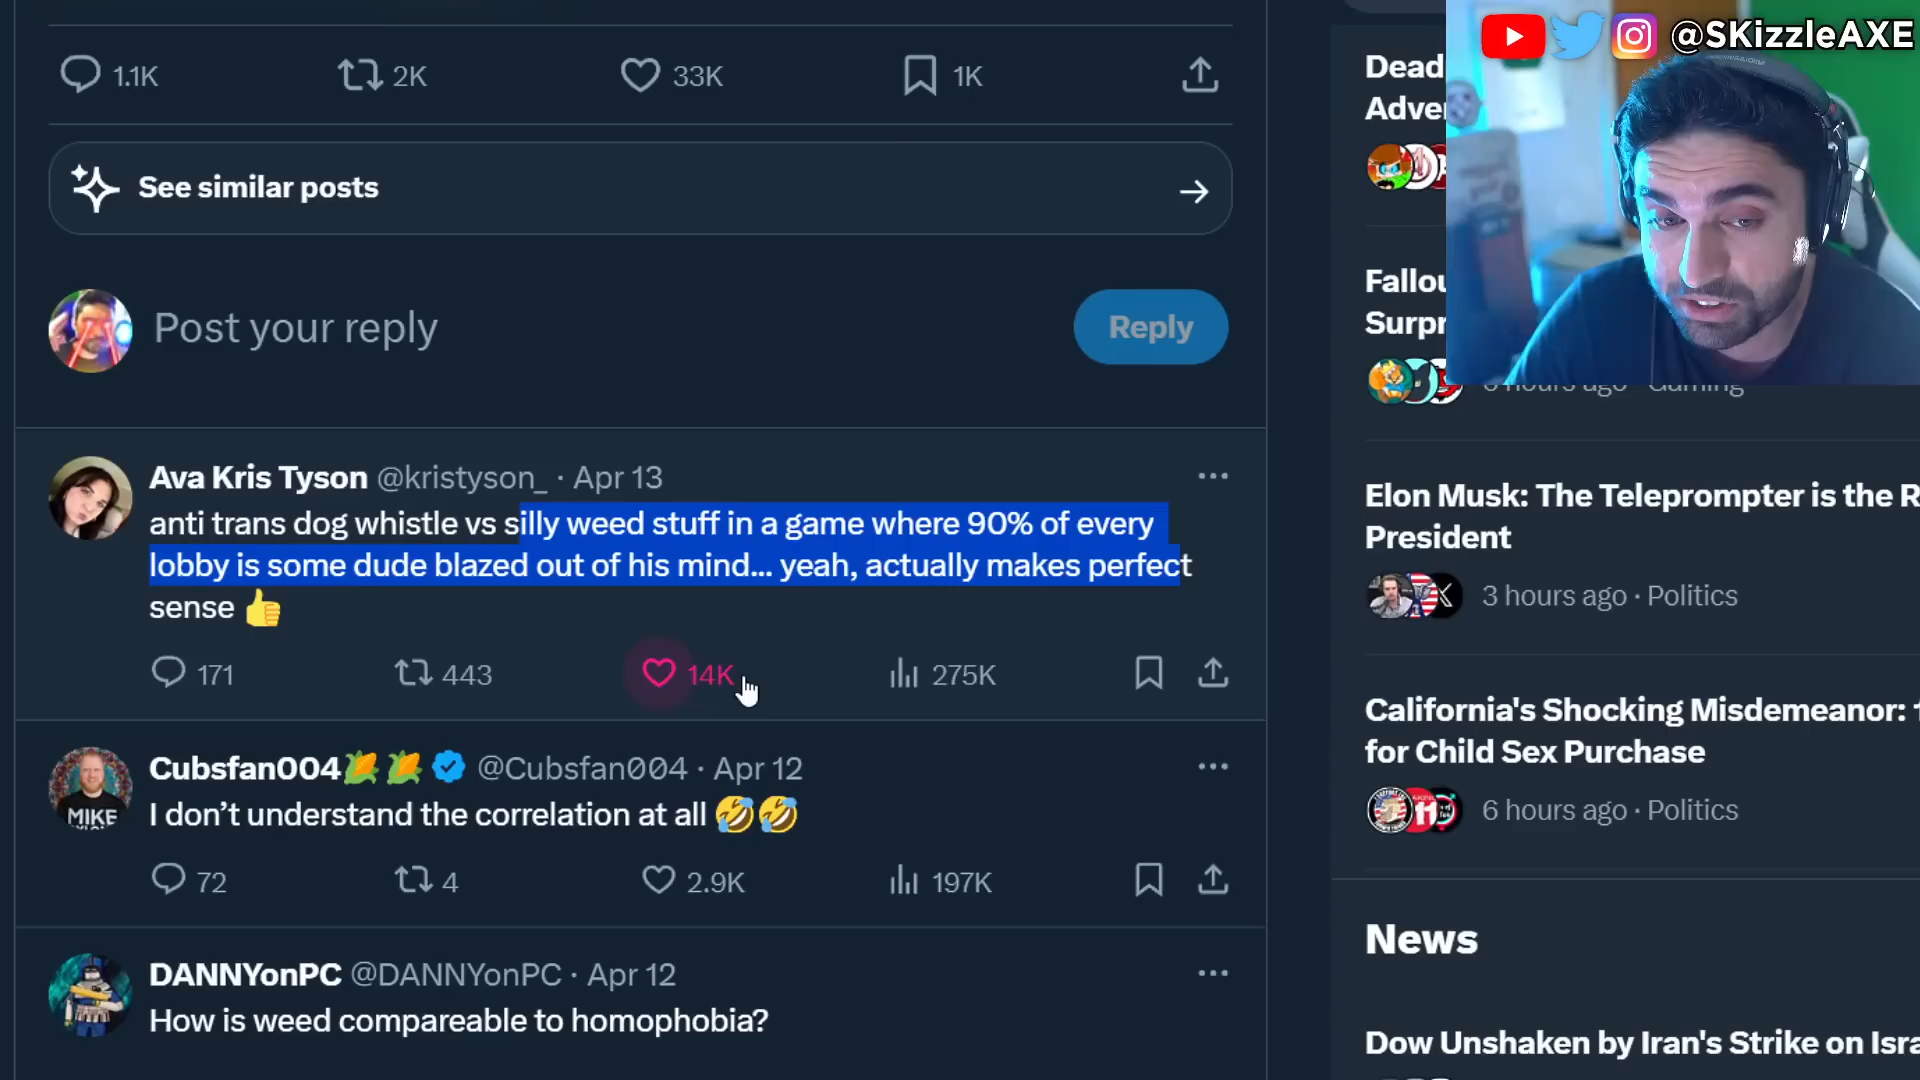 @SKizzleAXE
1.1K 2K 33K 1K
See similar posts
Post your reply
Reply
Ava Kris Tyson @kristyson_ · Apr 13
anti trans dog whistle vs silly weed stuff in a game where 90% of every
lobby is some dude blazed out of his mind... yeah, actually makes perfect
sense 👍
171 443 14K 275K
Cubsfan004🌽🌽 @Cubsfan004 · Apr 12
I don't understand the correlation at all 🤣🤣
72 4 2.9K 197K
MIKE
DANNYonPC @DANNYonPC · Apr 12
How is weed compareable to homophobia?
Dead
Elon Musk: The Teleprompter is the
President
3 hours ago · Politics
California's Shocking Misdemeanor:
for Child Sex Purchase
6 hours ago · Politics
News
Dow Unshaken by Iran's Strike on